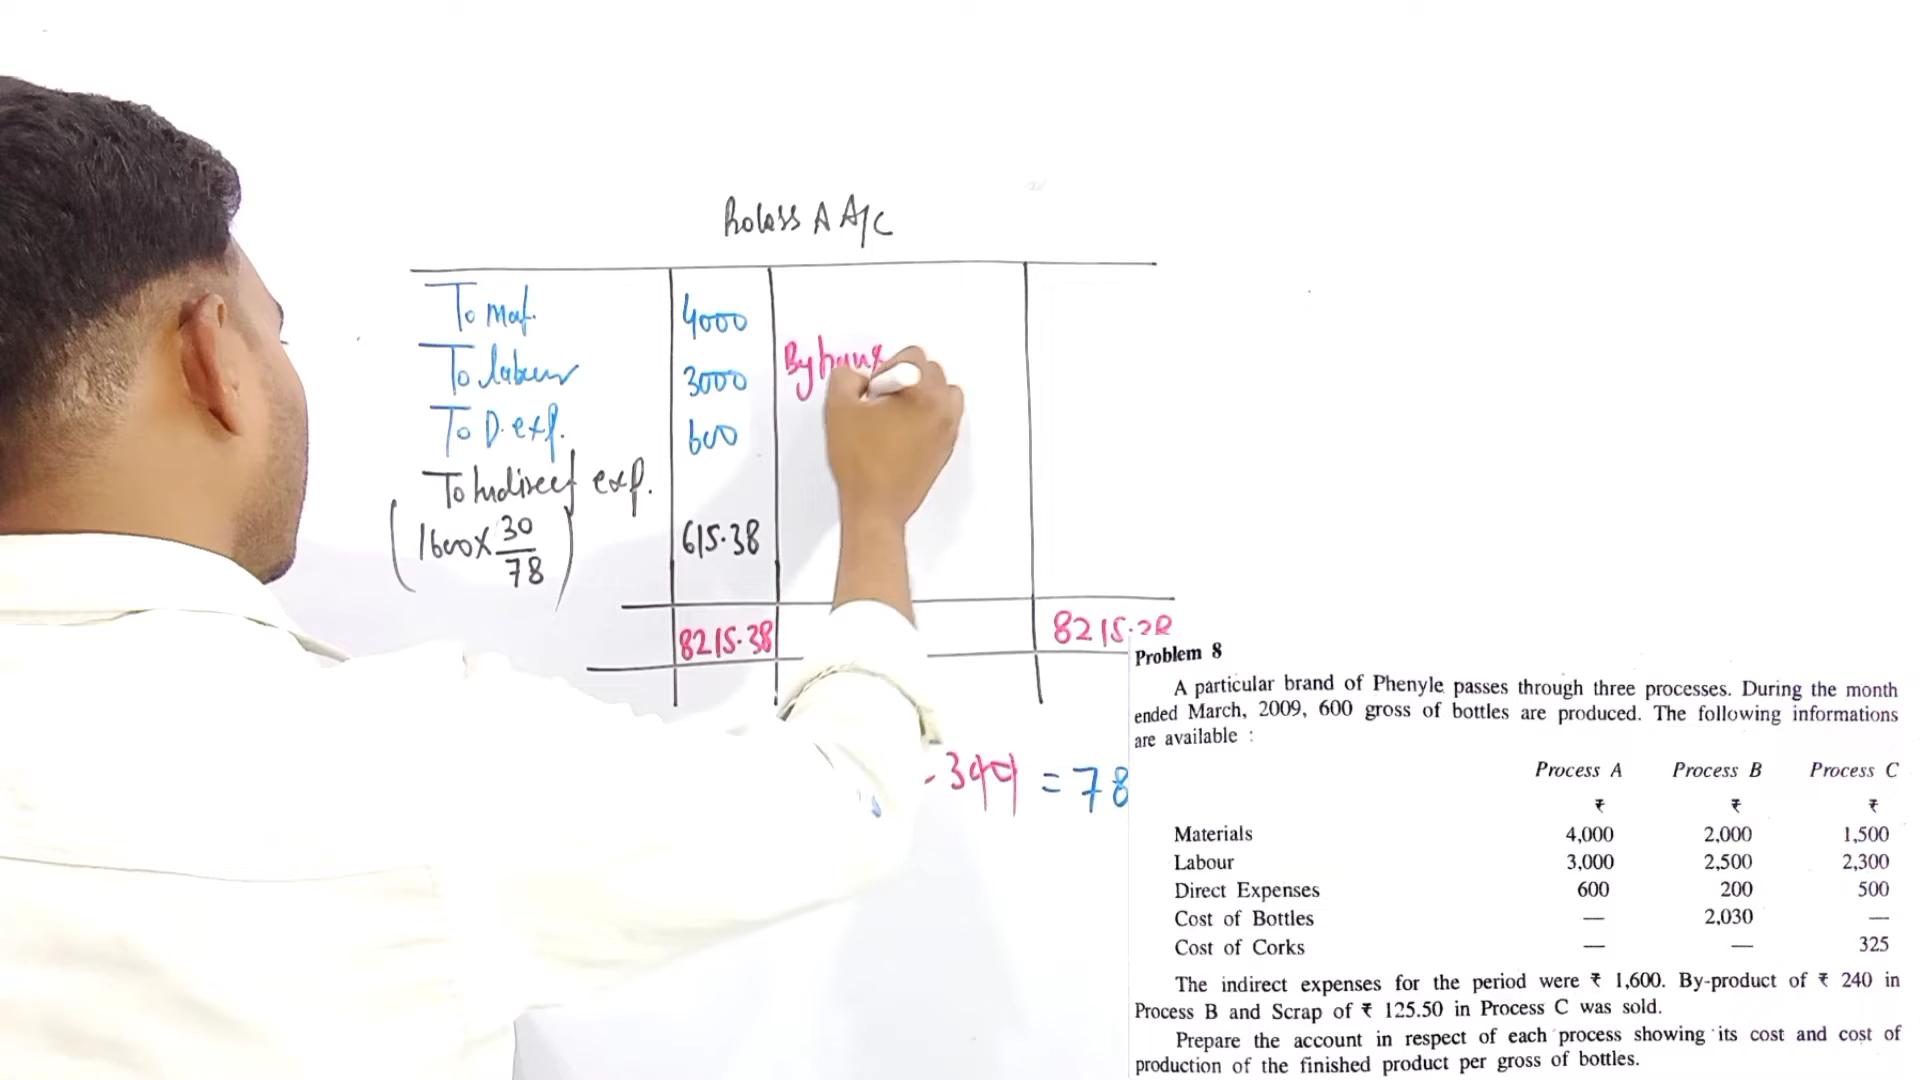 Process A A/C
To Mat. 4000
To labour 3000 By trans
To D. exp. 600
To Indirect exp.
(1600 × 30/78) 615.38
8215.38 8215.38
= 78
Problem 8
A particular brand of Phenyle passes through three processes. During the month
ended March, 2009, 600 gross of bottles are produced. The following informations
are available :
Process A Process B Process C
₹ ₹ ₹
Materials 4,000 2,000 1,500
Labour 3,000 2,500 2,300
Direct Expenses 600 200 500
Cost of Bottles — 2,030 —
Cost of Corks — — 325
The indirect expenses for the period were ₹ 1,600. By-product of ₹ 240 in
Process B and Scrap of ₹ 125.50 in Process C was sold.
Prepare the account in respect of each process showing its cost and cost of
production of the finished product per gross of bottles.